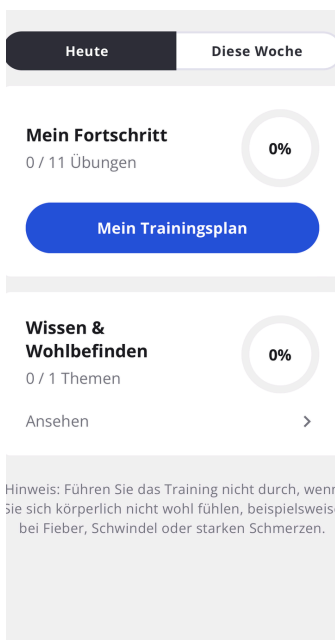 Heute
Diese Woche
Mein Fortschritt
0%
0 / 11 Übungen
Mein Trainingsplan
Wissen &
Wohlbefinden
0%
0 / 1 Themen
Ansehen
Hinweis: Führen Sie das Training nicht durch, wenn
Sie sich körperlich nicht wohl fühlen, beispielsweise
bei Fieber, Schwindel oder starken Schmerzen.